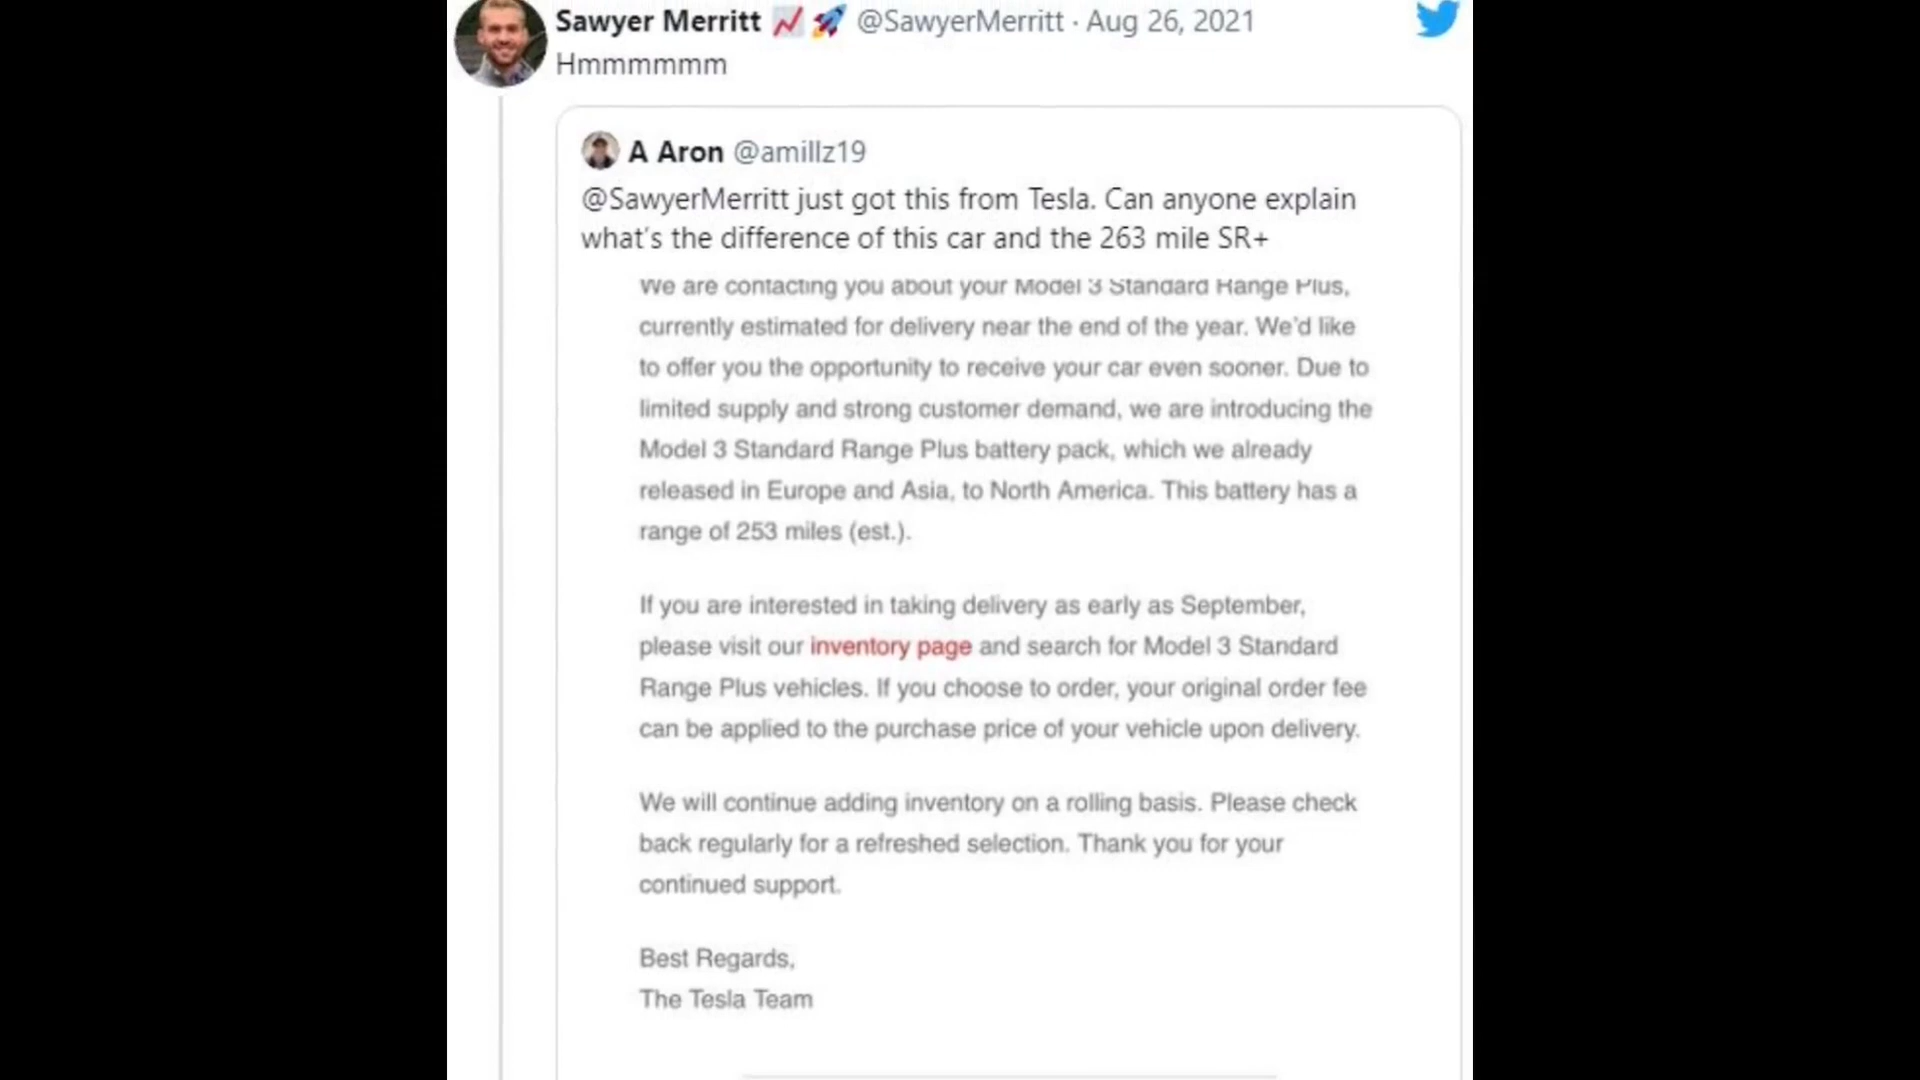 Sawyer Merritt 📈 🚀 @SawyerMerritt · Aug 26, 2021
Hmmmmmm
A Aron @amillz19
@SawyerMerritt just got this from Tesla. Can anyone explain
what's the difference of this car and the 263 mile SR+
We are contacting you about your Model 3 Standard Range Plus,
currently estimated for delivery near the end of the year. We'd like
to offer you the opportunity to receive your car even sooner. Due to
limited supply and strong customer demand, we are introducing the
Model 3 Standard Range Plus battery pack, which we already
released in Europe and Asia, to North America. This battery has a
range of 253 miles (est.).
If you are interested in taking delivery as early as September,
please visit our inventory page and search for Model 3 Standard
Range Plus vehicles. If you choose to order, your original order fee
can be applied to the purchase price of your vehicle upon delivery.
We will continue adding inventory on a rolling basis. Please check
back regularly for a refreshed selection. Thank you for your
continued support.
Best Regards,
The Tesla Team